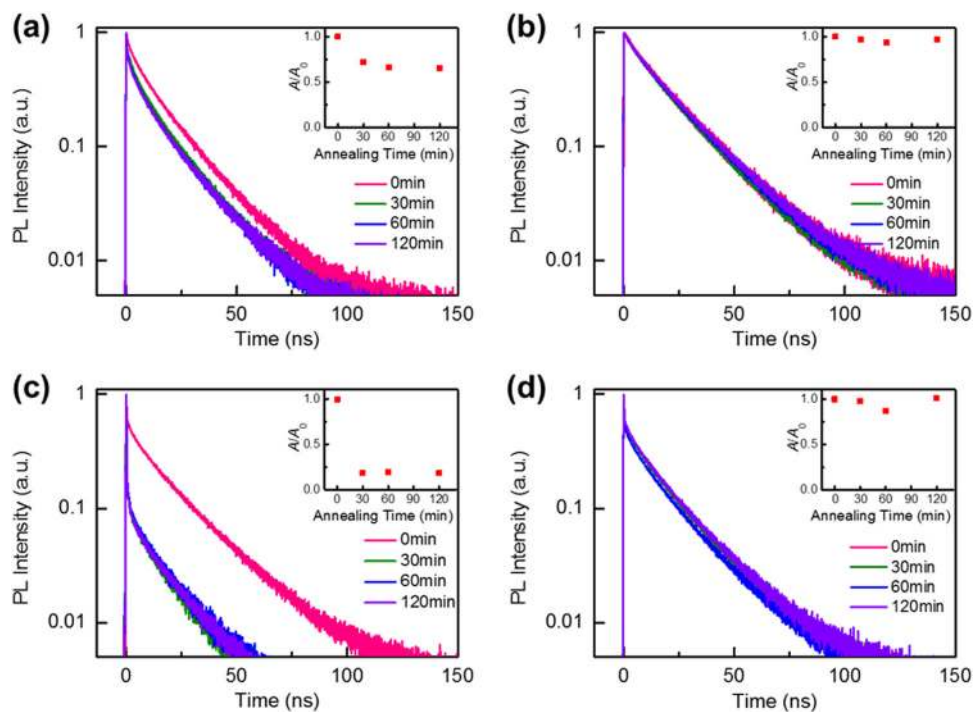 (a)
1
0.1
0.01
PL Intensity (a.u.)
0 50 100 150
Time (ns)
1.0
0.5
0.0
A/A0
0 30 60 90 120
Annealing Time (min)
0min
30min
60min
120min
(b)
1
0.1
0.01
PL Intensity (a.u.)
0 50 100 150
Time (ns)
1.0
0.5
0.0
A/A0
0 30 60 90 120
Annealing Time (min)
0min
30min
60min
120min
(c)
1
0.1
0.01
PL Intensity (a.u.)
0 50 100 150
Time (ns)
1.0
0.5
0.0
A/A0
0 30 60 90 120
Annealing Time (min)
0min
30min
60min
120min
(d)
1
0.1
0.01
PL Intensity (a.u.)
0 50 100 150
Time (ns)
1.0
0.5
0.0
A/A0
0 30 60 90 120
Annealing Time (min)
0min
30min
60min
120min